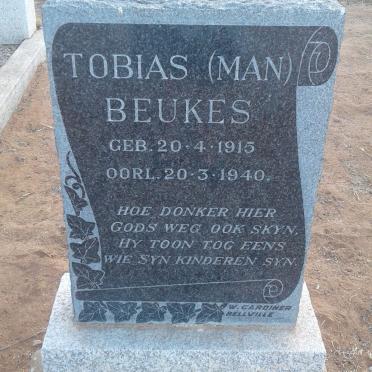 TOBIAS (MAN)
BEUKES
GEB. 20·4·1915
OORL. 20·3·1940.
HOE DONKER HIER
GODS WEG OOK SKYN,
HY TOON TOG EENS
WIE SYN KINDEREN SYN.
W. GARDINER
BELLVILLE